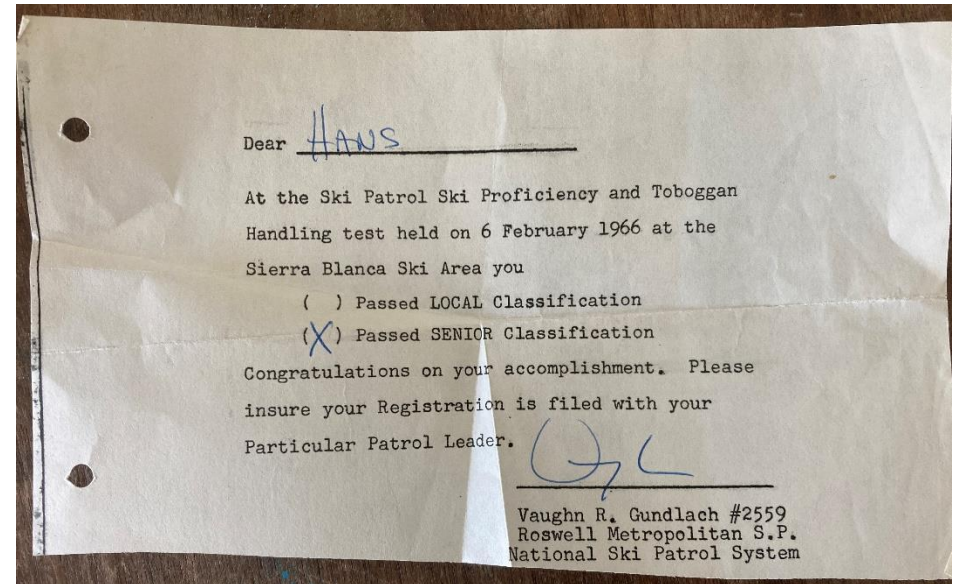 Dear HANS
At the Ski Patrol Ski Proficiency and Toboggan
Handling test held on 6 February 1966 at the
Sierra Blanca Ski Area you
( ) Passed LOCAL Classification
(X) Passed SENIOR Classification
Congratulations on your accomplishment. Please
insure your Registration is filed with your
Particular Patrol Leader.
Vaughn R. Gundlach #2559
Roswell Metropolitan S.P.
National Ski Patrol System